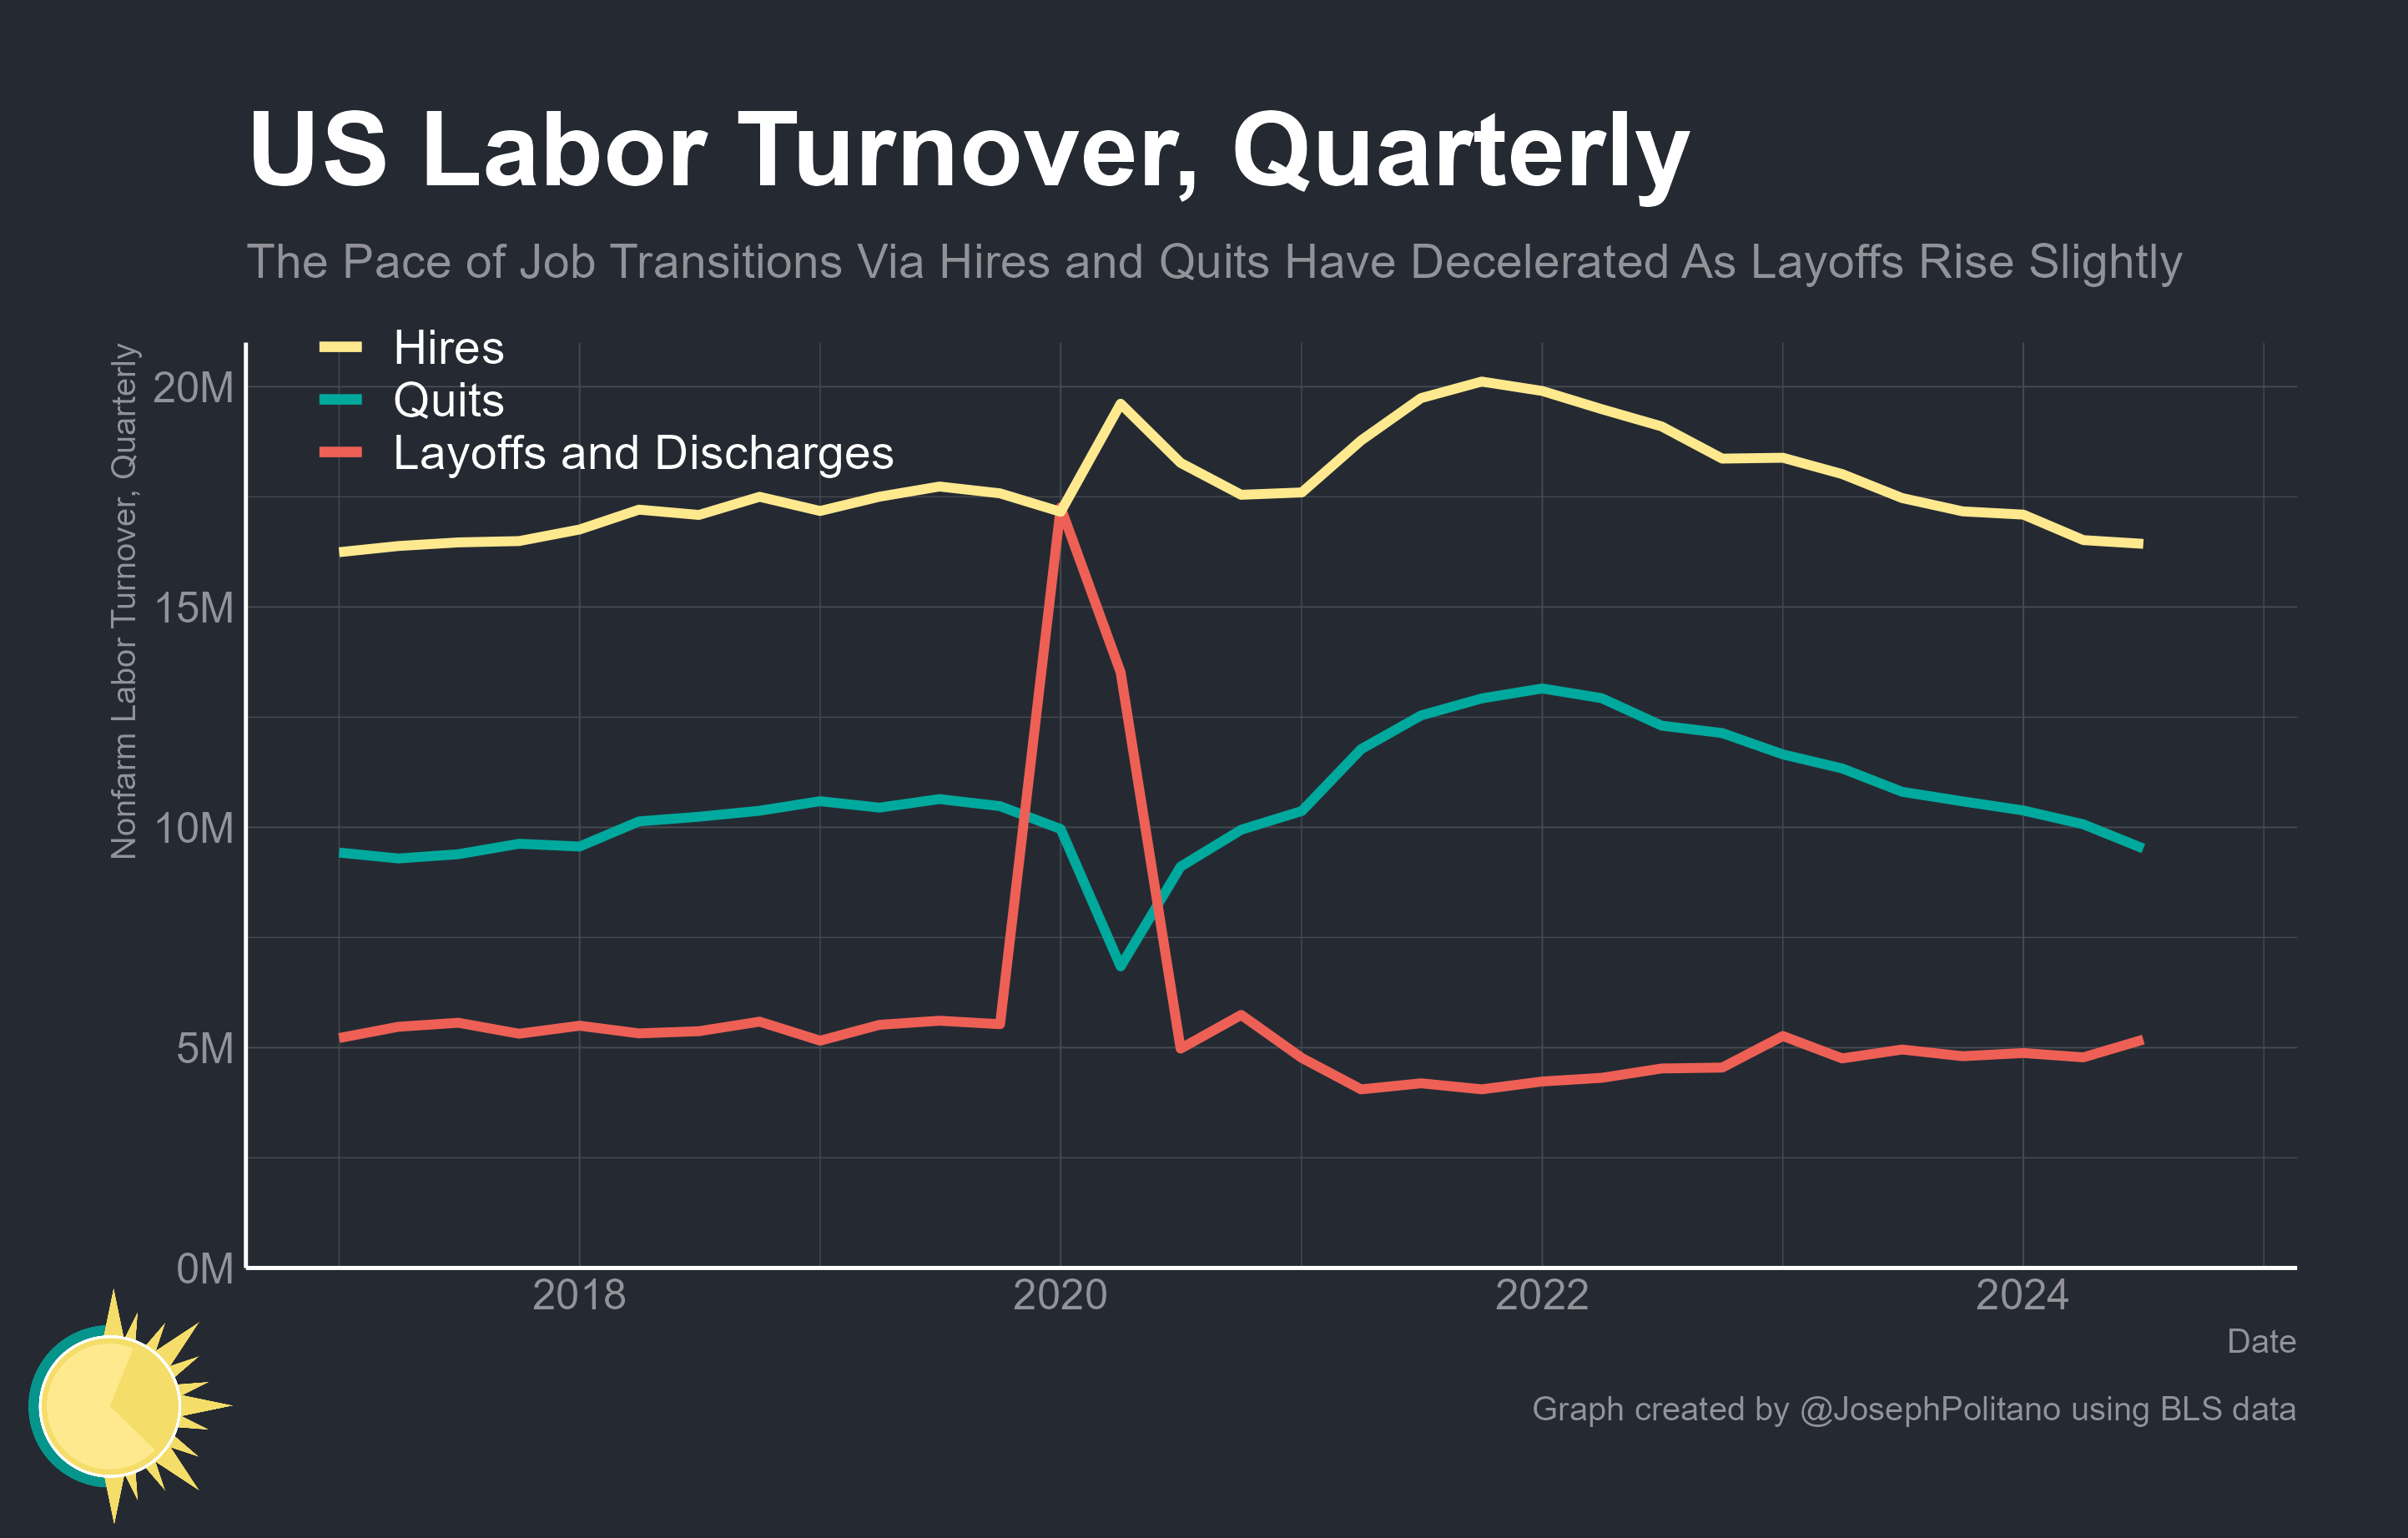 US Labor Turnover, Quarterly
The Pace of Job Transitions Via Hires and Quits Have Decelerated As Layoffs Rise Slightly
Nonfarm Labor Turnover, Quarterly
Hires
Quits
Layoffs and Discharges
20M
15M
10M
5M
0M
2018
2020
2022
2024
Date
Graph created by @JosephPolitano using BLS data